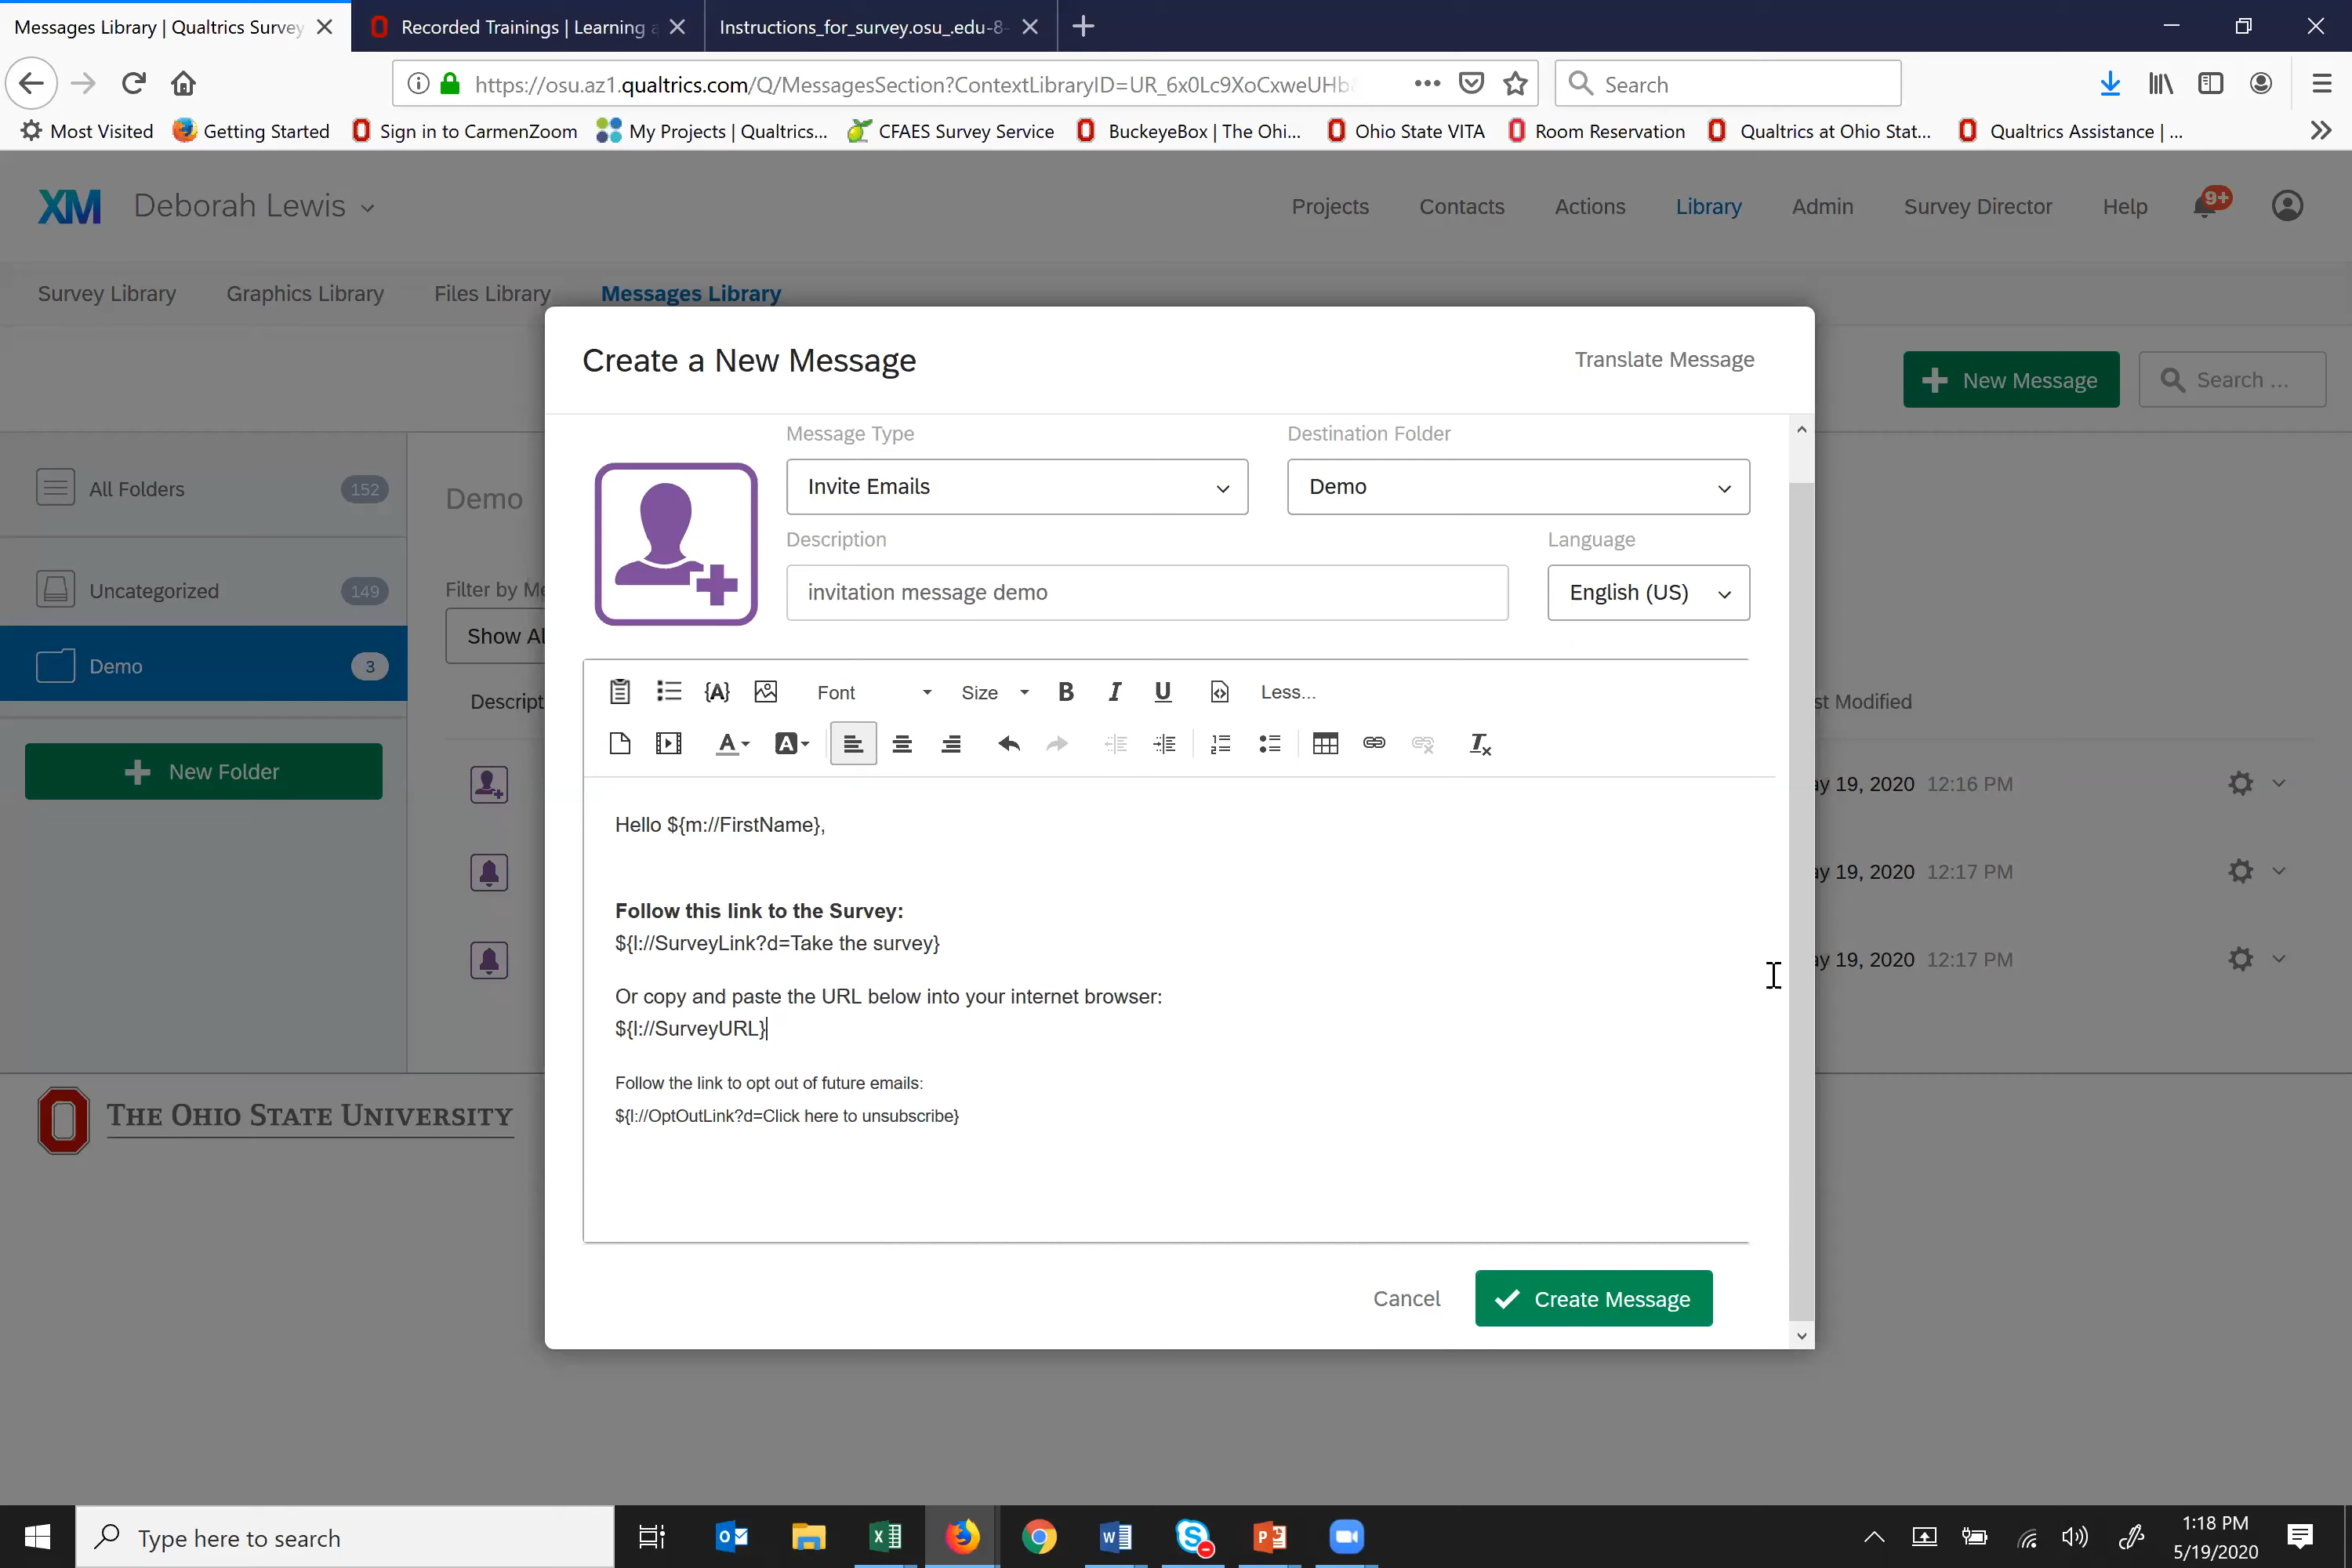 Messages Library | Qualtrics Survey
Recorded Trainings | Learning a
Instructions_for_survey.osu_.edu-8-
https://osu.az1.qualtrics.com/Q/MessagesSection?ContextLibraryID=UR_6x0Lc9XoCxweUHb
Search
Most Visited
Getting Started
Sign in to CarmenZoom
My Projects | Qualtrics...
CFAES Survey Service
BuckeyeBox | The Ohi...
Ohio State VITA
Room Reservation
Qualtrics at Ohio Stat...
Qualtrics Assistance | ...
XM
Deborah Lewis
Projects
Contacts
Actions
Library
Admin
Survey Director
Help
9+
Survey Library
Graphics Library
Files Library
Messages Library
Create a New Message
Translate Message
New Message
Search ...
Message Type
Destination Folder
Invite Emails
Demo
Description
Language
invitation message demo
English (US)
All Folders
152
Uncategorized
149
Demo
3
New Folder
Demo
Filter by Me
Show Al
Descript
Font
Size
B
I
U
Less...
Hello ${m://FirstName},
Follow this link to the Survey:
${l://SurveyLink?d=Take the survey}
Or copy and paste the URL below into your internet browser:
${l://SurveyURL}
Follow the link to opt out of future emails:
${l://OptOutLink?d=Click here to unsubscribe}
Cancel
Create Message
st Modified
ay 19, 2020 12:16 PM
ay 19, 2020 12:17 PM
ay 19, 2020 12:17 PM
THE OHIO STATE UNIVERSITY
Type here to search
1:18 PM
5/19/2020